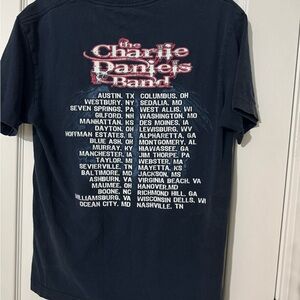 the
Charlie
Daniels
Band
AUSTIN, TX COLUMBUS, OH
WESTBURY, NY SEDALIA, MO
SEVEN SPRINGS, PA WEST ALLIS, WI
GILFORD, NH WASHINGTON, MO
MANHATTAN, KS DES MOINES, IA
DAYTON, OH LEWISBURG, WV
HOFFMAN ESTATES, IL ALPHARETTA, GA
BLUE ASH, OH MONTGOMERY, AL
MURRAY, KY HIAWASSEE, GA
MANCHESTER, IA JIM THORPE, PA
TAYLOR, MI WEBSTER, MA
SEVIERVILLE, TN MAYETTA, KS
BALTIMORE, MD JACKSON, MS
ASHBURN, VA VIRGINIA BEACH, VA
MAUMEE, OH HANOVER, MD
BOONE, NC RICHMOND HILL, GA
WILLIAMSBURG, VA WISCONSIN DELLS, WI
OCEAN CITY, MD NASHVILLE, TN